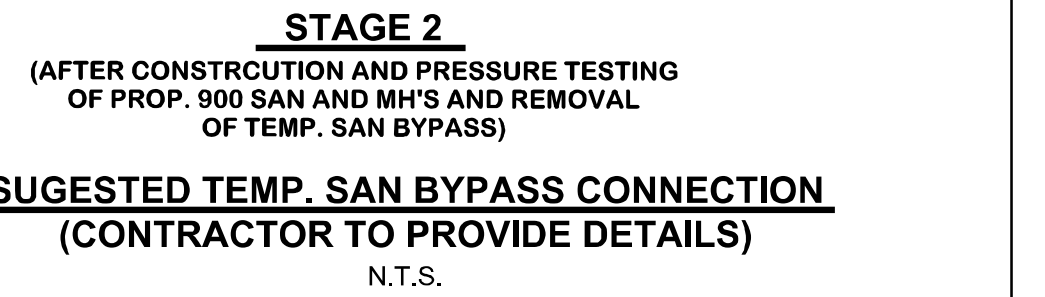 STAGE 2
(AFTER CONSTRCUTION AND PRESSURE TESTING
OF PROP. 900 SAN AND MH'S AND REMOVAL
OF TEMP. SAN BYPASS)
SUGESTED TEMP. SAN BYPASS CONNECTION
(CONTRACTOR TO PROVIDE DETAILS)
N.T.S.